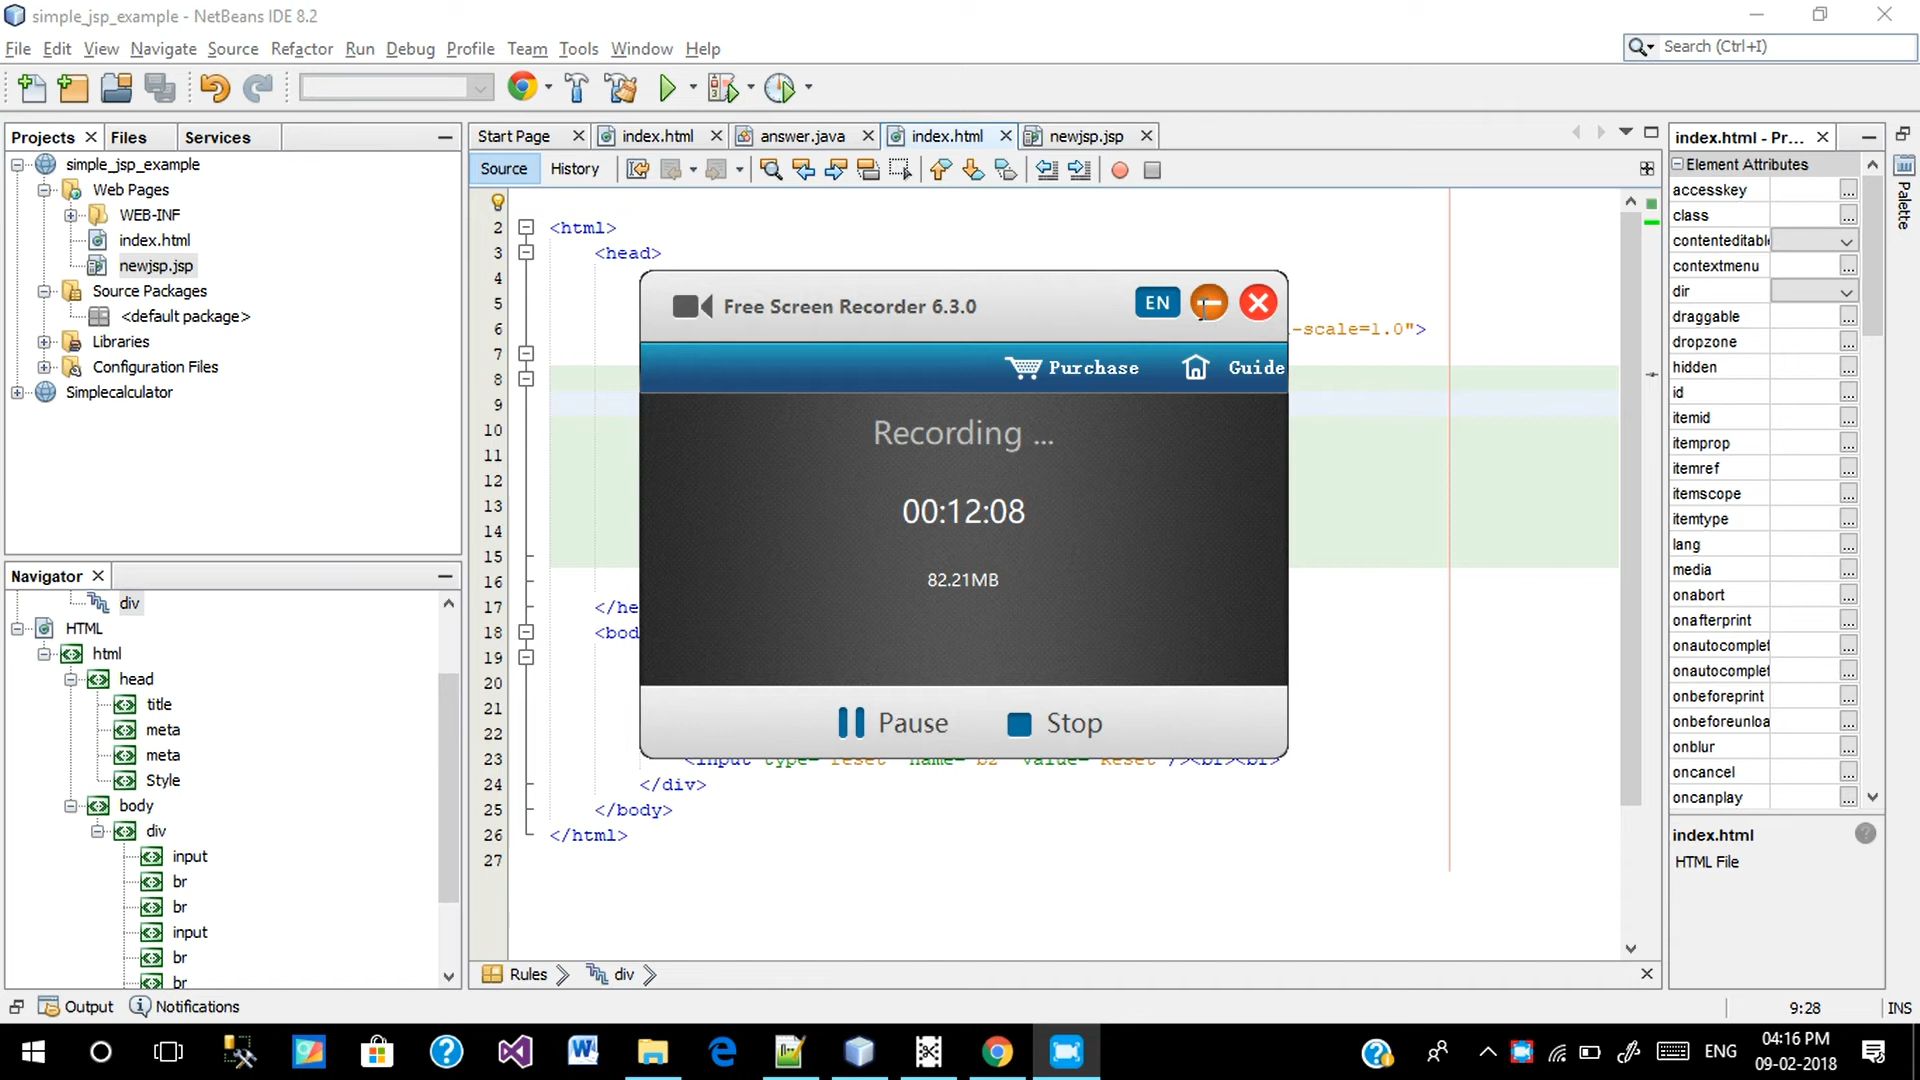 simple_jsp_example - NetBeans IDE 8.2
File Edit View Navigate Source Refactor Run Debug Profile Team Tools Window Help
Search (Ctrl+I)
Projects Files Services
simple_jsp_example
Web Pages
WEB-INF
index.html
newjsp.jsp
Source Packages
<default package>
Libraries
Configuration Files
Simplecalculator
Navigator
div
HTML
html
head
title
meta
meta
Style
body
div
input
br
br
input
br
br
Start Page index.html answer.java index.html newjsp.jsp
Source History
2 <html>
3 <head>
4
5
6 -scale=1.0">
7
8
9
10
11
12
13
14
15
16
17 </he
18 <bod
19
20
21
22
23 <input type="reset" name="b2" value="Reset"/><br><br>
24 </div>
25 </body>
26 </html>
27
Free Screen Recorder 6.3.0 EN
Purchase Guide
Recording ...
00:12:08
82.21MB
Pause Stop
Rules div
index.html - Pr...
Element Attributes
accesskey ...
class ...
contenteditabl
contextmenu ...
dir
draggable ...
dropzone ...
hidden ...
id ...
itemid ...
itemprop ...
itemref ...
itemscope ...
itemtype ...
lang ...
media ...
onabort ...
onafterprint ...
onautocomplet ...
onautocomplet ...
onbeforeprint ...
onbeforeunloa ...
onblur ...
oncancel ...
oncanplay ...
index.html
HTML File
Palette
Output Notifications
9:28 INS
ENG
04:16 PM
09-02-2018